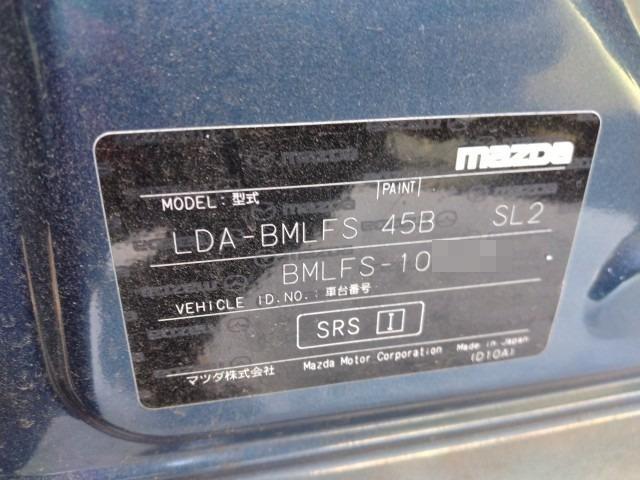 mazda
MODEL: 型式 PAINT
LDA-BMLFS 45B SL2
BMLFS-10
VEHICLE ID.NO.: 車台番号
SRS I
マツダ株式会社 Mazda Motor Corporation Made in Japan
(D10A)